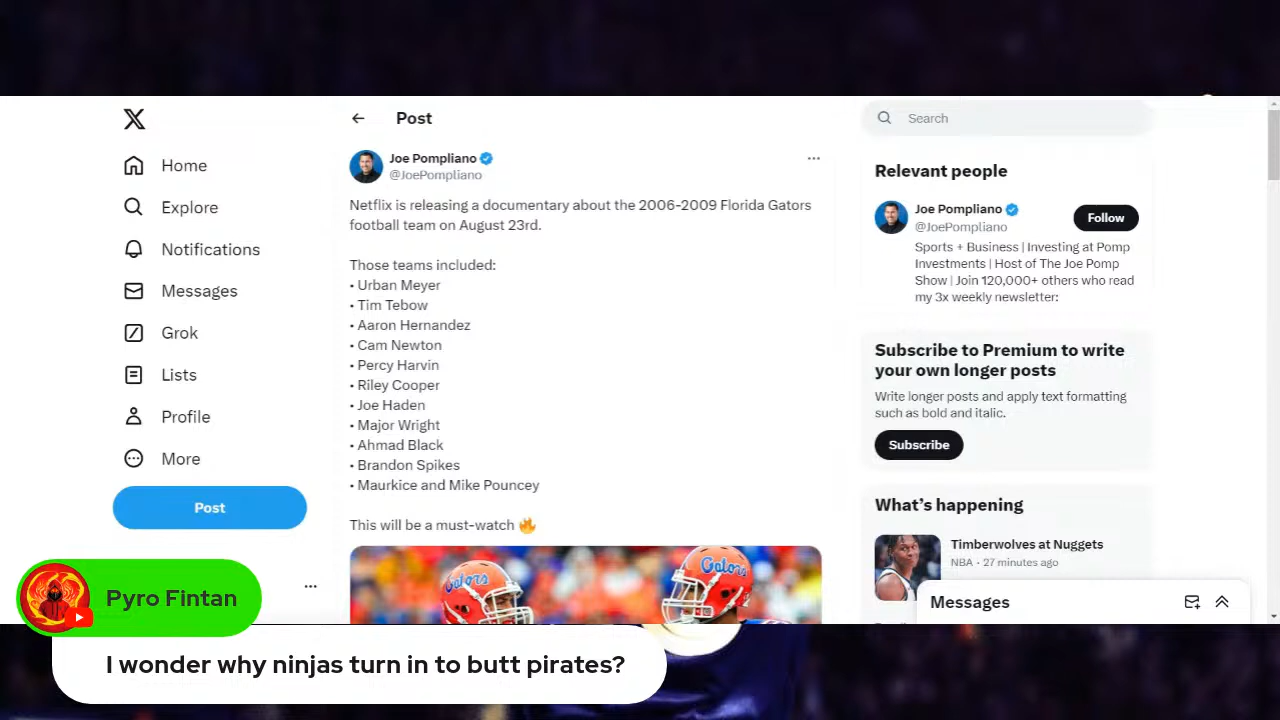 Home
Explore
Notifications
Messages
Grok
Lists
Profile
More
Post
Post
Joe Pompliano
@JoePompliano
Netflix is releasing a documentary about the 2006-2009 Florida Gators
football team on August 23rd.
Those teams included:
• Urban Meyer
• Tim Tebow
• Aaron Hernandez
• Cam Newton
• Percy Harvin
• Riley Cooper
• Joe Haden
• Major Wright
• Ahmad Black
• Brandon Spikes
• Maurkice and Mike Pouncey
This will be a must-watch 🔥
Gators
Gators
Search
Relevant people
Joe Pompliano
@JoePompliano
Follow
Sports + Business | Investing at Pomp
Investments | Host of The Joe Pomp
Show | Join 120,000+ others who read
my 3x weekly newsletter:
Subscribe to Premium to write
your own longer posts
Write longer posts and apply text formatting
such as bold and italic.
Subscribe
What's happening
Timberwolves at Nuggets
NBA · 27 minutes ago
Messages
Pyro Fintan
I wonder why ninjas turn in to butt pirates?